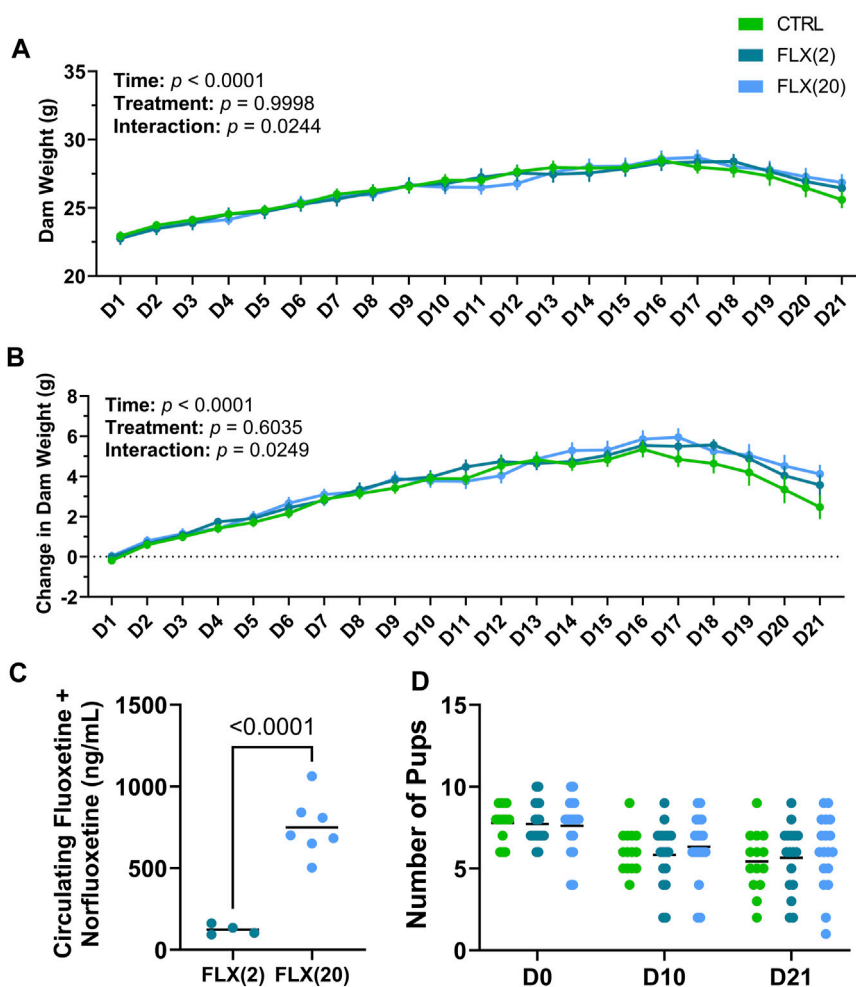 CTRL
FLX(2)
FLX(20)
A
Dam Weight (g)
35
30
25
20
Time: p < 0.0001
Treatment: p = 0.9998
Interaction: p = 0.0244
D1 D2 D3 D4 D5 D6 D7 D8 D9 D10 D11 D12 D13 D14 D15 D16 D17 D18 D19 D20 D21
B
Change in Dam Weight (g)
8
6
4
2
0
-2
Time: p < 0.0001
Treatment: p = 0.6035
Interaction: p = 0.0249
D1 D2 D3 D4 D5 D6 D7 D8 D9 D10 D11 D12 D13 D14 D15 D16 D17 D18 D19 D20 D21
C
Circulating Fluoxetine +
Norfluoxetine (ng/mL)
1500
1000
500
0
<0.0001
FLX(2) FLX(20)
D
Number of Pups
15
10
5
0
D0 D10 D21